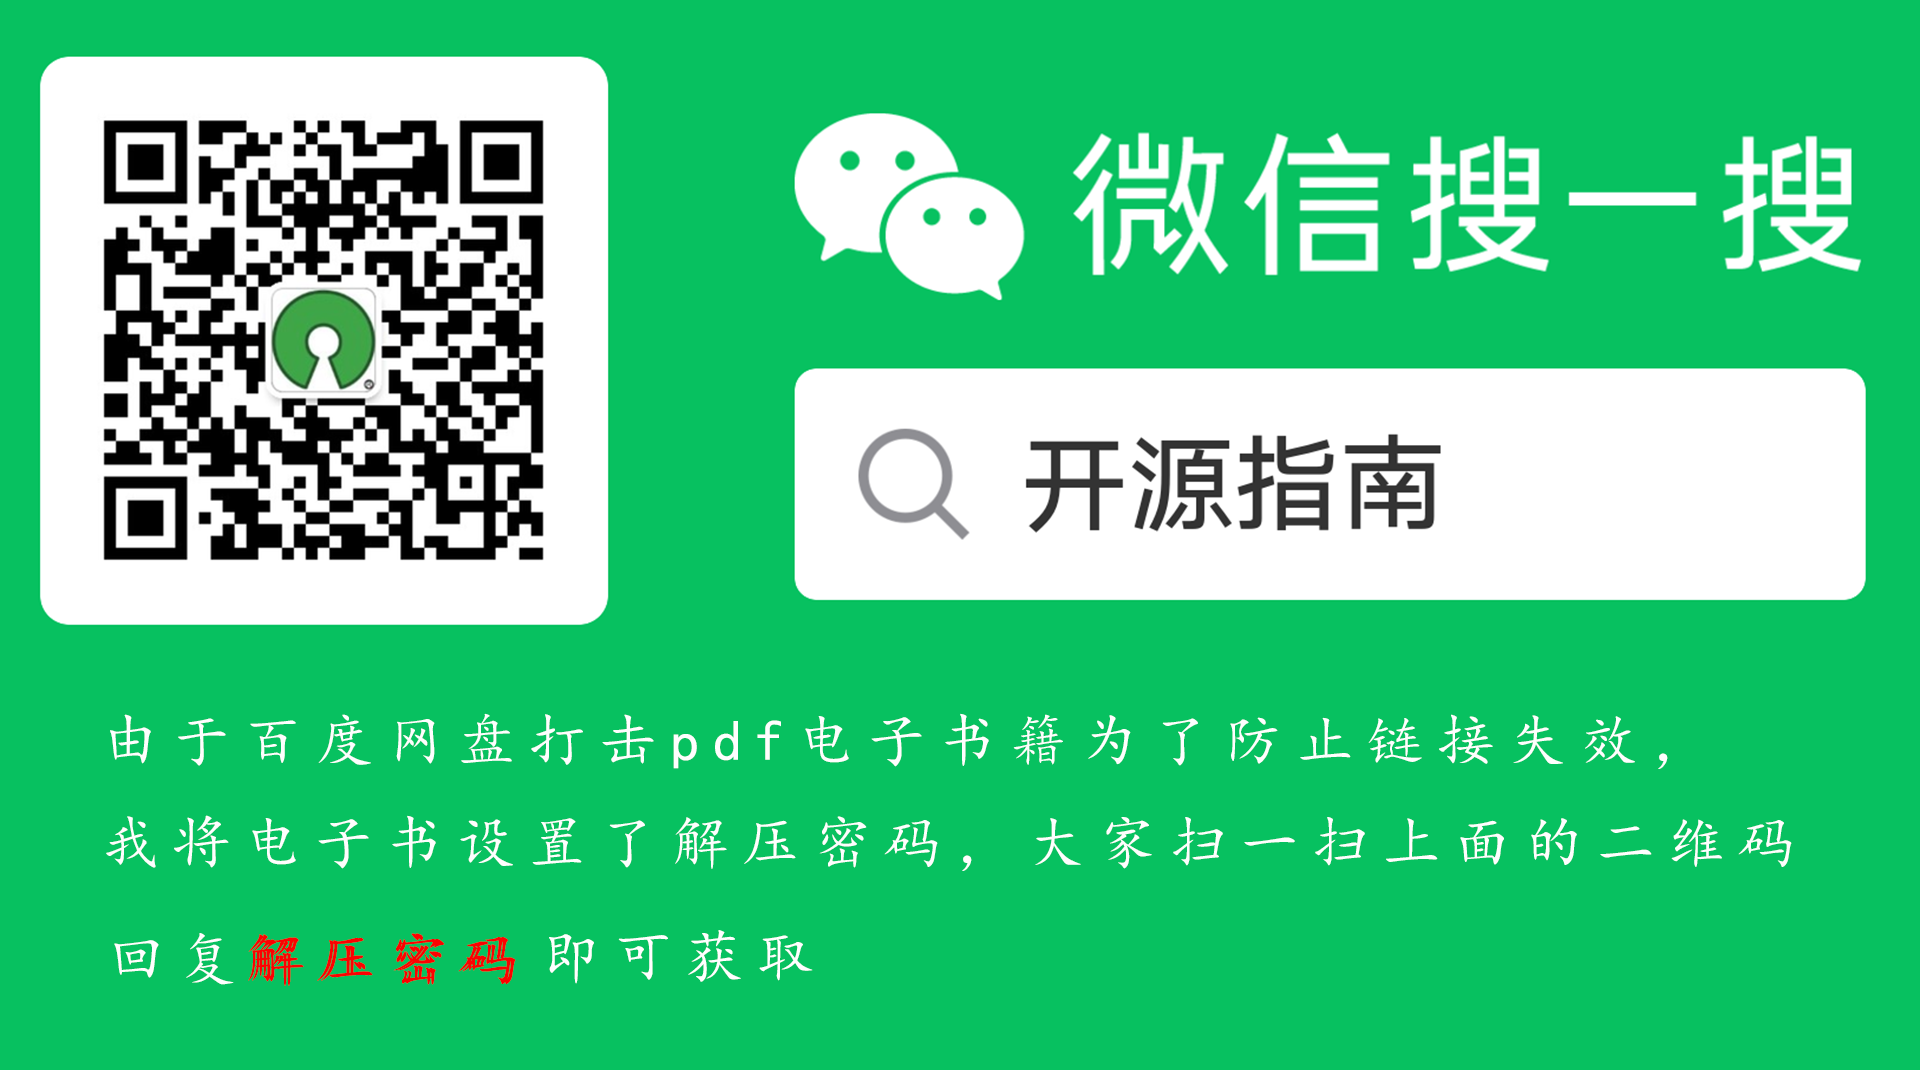 微信搜一搜
开源指南
由于百度网盘打击pdf电子书籍为了防止链接失效，
我将电子书设置了解压密码，大家扫一扫上面的二维码
回复解压密码即可获取